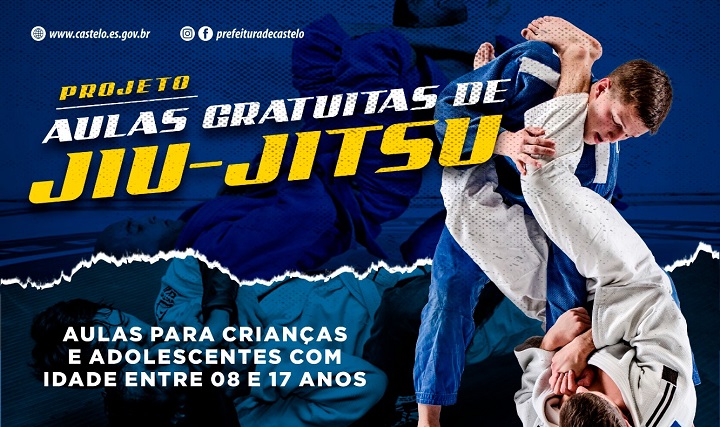 www.castelo.es.gov.br prefeituradecastelo
PROJETO
AULAS GRATUITAS DE
JIU-JITSU
AULAS PARA CRIANÇAS
E ADOLESCENTES COM
IDADE ENTRE 08 E 17 ANOS